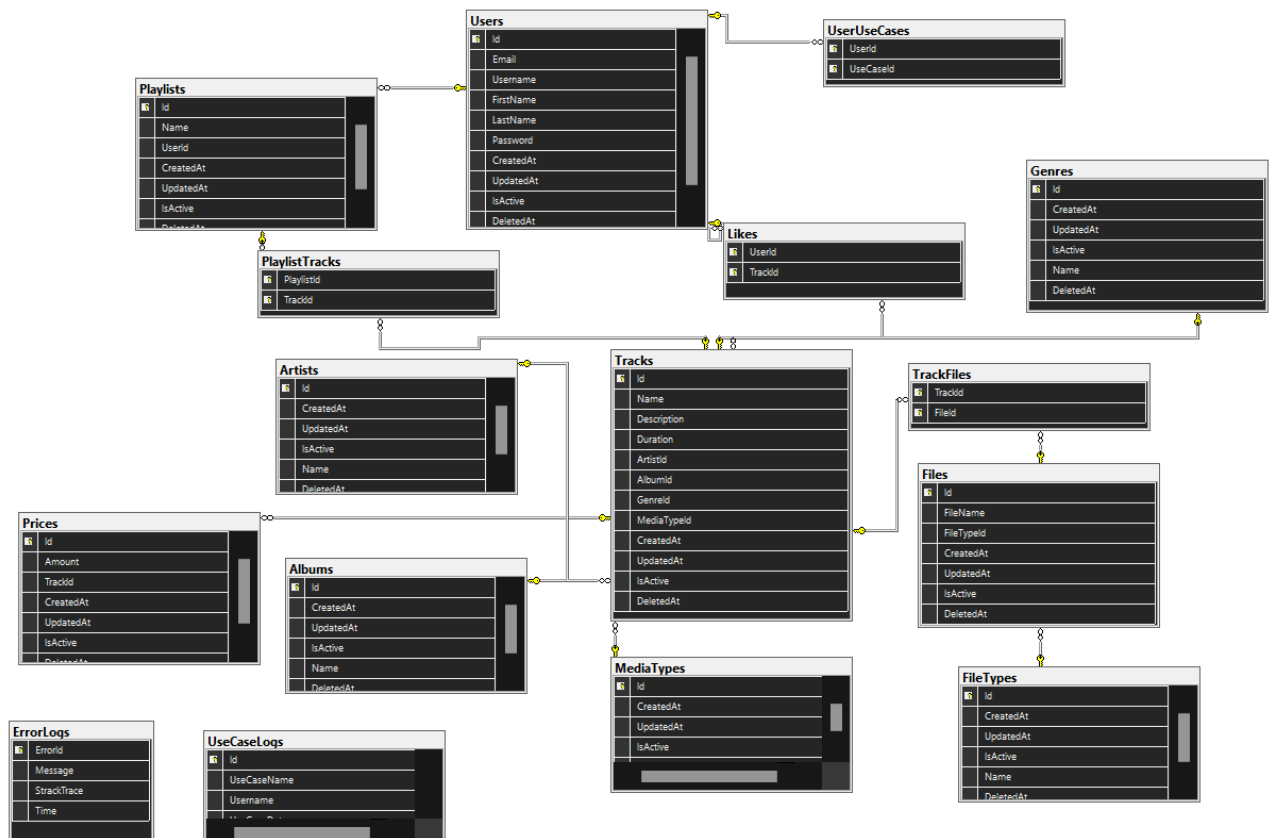 Users
Id
Email
Username
FirstName
LastName
Password
CreatedAt
UpdatedAt
IsActive
DeletedAt
UserUseCases
UserId
UseCaseId
Playlists
Id
Name
UserId
CreatedAt
UpdatedAt
IsActive
DeletedAt
Genres
Id
CreatedAt
UpdatedAt
IsActive
Name
DeletedAt
Likes
UserId
TrackId
PlaylistTracks
PlaylistId
TrackId
Artists
Id
CreatedAt
UpdatedAt
IsActive
Name
DeletedAt
Tracks
Id
Name
Description
Duration
ArtistId
AlbumId
GenreId
MediaTypeId
CreatedAt
UpdatedAt
IsActive
DeletedAt
TrackFiles
TrackId
FileId
Files
Id
FileName
FileTypeId
CreatedAt
UpdatedAt
IsActive
DeletedAt
Prices
Id
Amount
TrackId
CreatedAt
UpdatedAt
IsActive
DeletedAt
Albums
Id
CreatedAt
UpdatedAt
IsActive
Name
DeletedAt
MediaTypes
Id
CreatedAt
UpdatedAt
IsActive
FileTypes
Id
CreatedAt
UpdatedAt
IsActive
Name
DeletedAt
ErrorLogs
ErrorId
Message
StrackTrace
Time
UseCaseLogs
Id
UseCaseName
Username